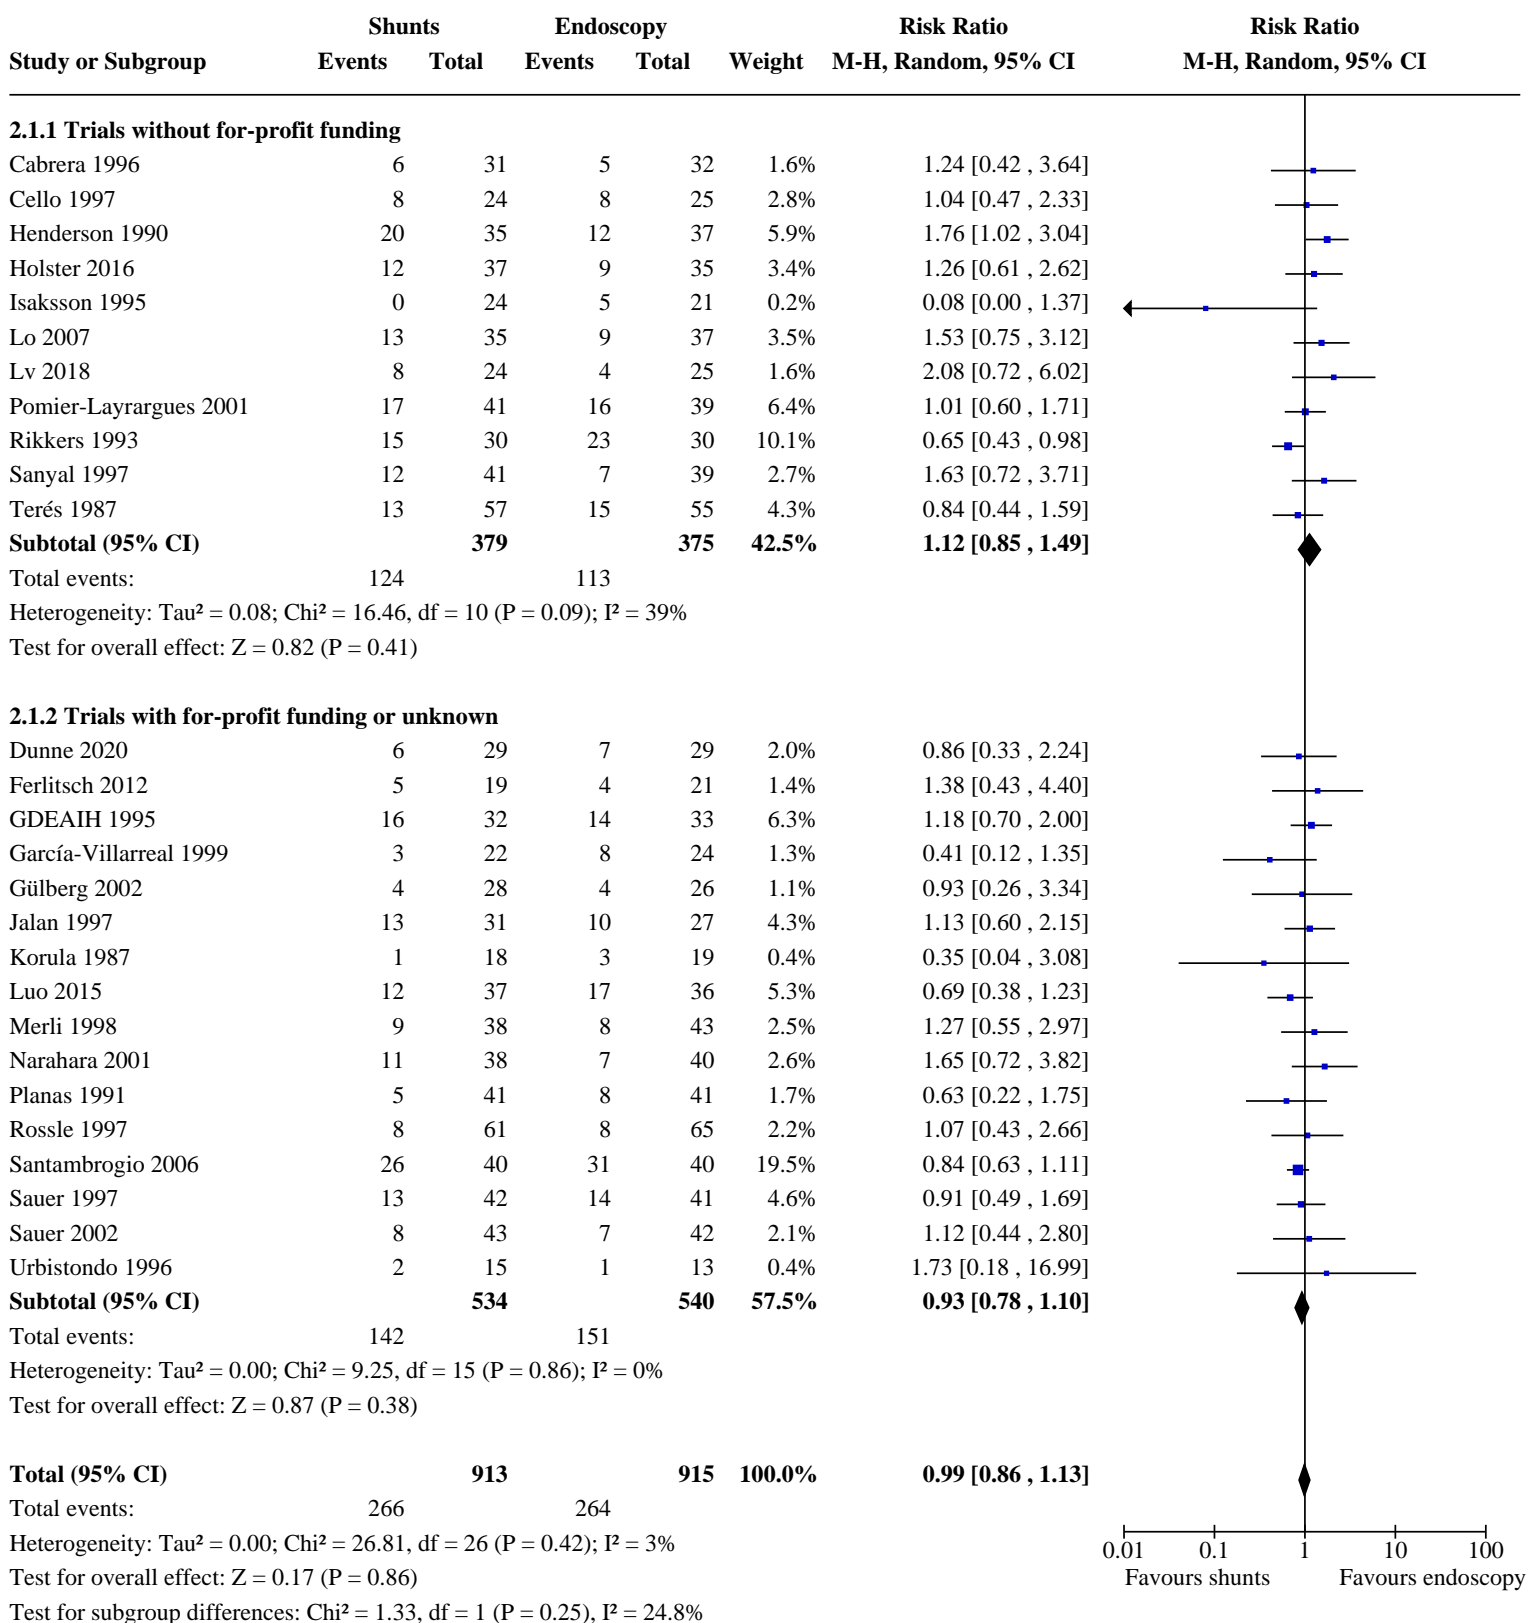 Shunts Endoscopy Risk Ratio Risk Ratio
Study or Subgroup Events Total Events Total Weight M-H, Random, 95% CI M-H, Random, 95% CI
2.1.1 Trials without for-profit funding
Cabrera 1996 6 31 5 32 1.6% 1.24 [0.42 , 3.64]
Cello 1997 8 24 8 25 2.8% 1.04 [0.47 , 2.33]
Henderson 1990 20 35 12 37 5.9% 1.76 [1.02 , 3.04]
Holster 2016 12 37 9 35 3.4% 1.26 [0.61 , 2.62]
Isaksson 1995 0 24 5 21 0.2% 0.08 [0.00 , 1.37]
Lo 2007 13 35 9 37 3.5% 1.53 [0.75 , 3.12]
Lv 2018 8 24 4 25 1.6% 2.08 [0.72 , 6.02]
Pomier-Layrargues 2001 17 41 16 39 6.4% 1.01 [0.60 , 1.71]
Rikkers 1993 15 30 23 30 10.1% 0.65 [0.43 , 0.98]
Sanyal 1997 12 41 7 39 2.7% 1.63 [0.72 , 3.71]
Terés 1987 13 57 15 55 4.3% 0.84 [0.44 , 1.59]
Subtotal (95% CI) 379 375 42.5% 1.12 [0.85 , 1.49]
Total events: 124 113
Heterogeneity: Tau² = 0.08; Chi² = 16.46, df = 10 (P = 0.09); I² = 39%
Test for overall effect: Z = 0.82 (P = 0.41)
2.1.2 Trials with for-profit funding or unknown
Dunne 2020 6 29 7 29 2.0% 0.86 [0.33 , 2.24]
Ferlitsch 2012 5 19 4 21 1.4% 1.38 [0.43 , 4.40]
GDEAIH 1995 16 32 14 33 6.3% 1.18 [0.70 , 2.00]
García-Villarreal 1999 3 22 8 24 1.3% 0.41 [0.12 , 1.35]
Gülberg 2002 4 28 4 26 1.1% 0.93 [0.26 , 3.34]
Jalan 1997 13 31 10 27 4.3% 1.13 [0.60 , 2.15]
Korula 1987 1 18 3 19 0.4% 0.35 [0.04 , 3.08]
Luo 2015 12 37 17 36 5.3% 0.69 [0.38 , 1.23]
Merli 1998 9 38 8 43 2.5% 1.27 [0.55 , 2.97]
Narahara 2001 11 38 7 40 2.6% 1.65 [0.72 , 3.82]
Planas 1991 5 41 8 41 1.7% 0.63 [0.22 , 1.75]
Rossle 1997 8 61 8 65 2.2% 1.07 [0.43 , 2.66]
Santambrogio 2006 26 40 31 40 19.5% 0.84 [0.63 , 1.11]
Sauer 1997 13 42 14 41 4.6% 0.91 [0.49 , 1.69]
Sauer 2002 8 43 7 42 2.1% 1.12 [0.44 , 2.80]
Urbistondo 1996 2 15 1 13 0.4% 1.73 [0.18 , 16.99]
Subtotal (95% CI) 534 540 57.5% 0.93 [0.78 , 1.10]
Total events: 142 151
Heterogeneity: Tau² = 0.00; Chi² = 9.25, df = 15 (P = 0.86); I² = 0%
Test for overall effect: Z = 0.87 (P = 0.38)
Total (95% CI) 913 915 100.0% 0.99 [0.86 , 1.13]
Total events: 266 264
Heterogeneity: Tau² = 0.00; Chi² = 26.81, df = 26 (P = 0.42); I² = 3%
0.01 0.1 1 10 100
Test for overall effect: Z = 0.17 (P = 0.86)
Favours shunts Favours endoscopy
Test for subgroup differences: Chi² = 1.33, df = 1 (P = 0.25), I² = 24.8%